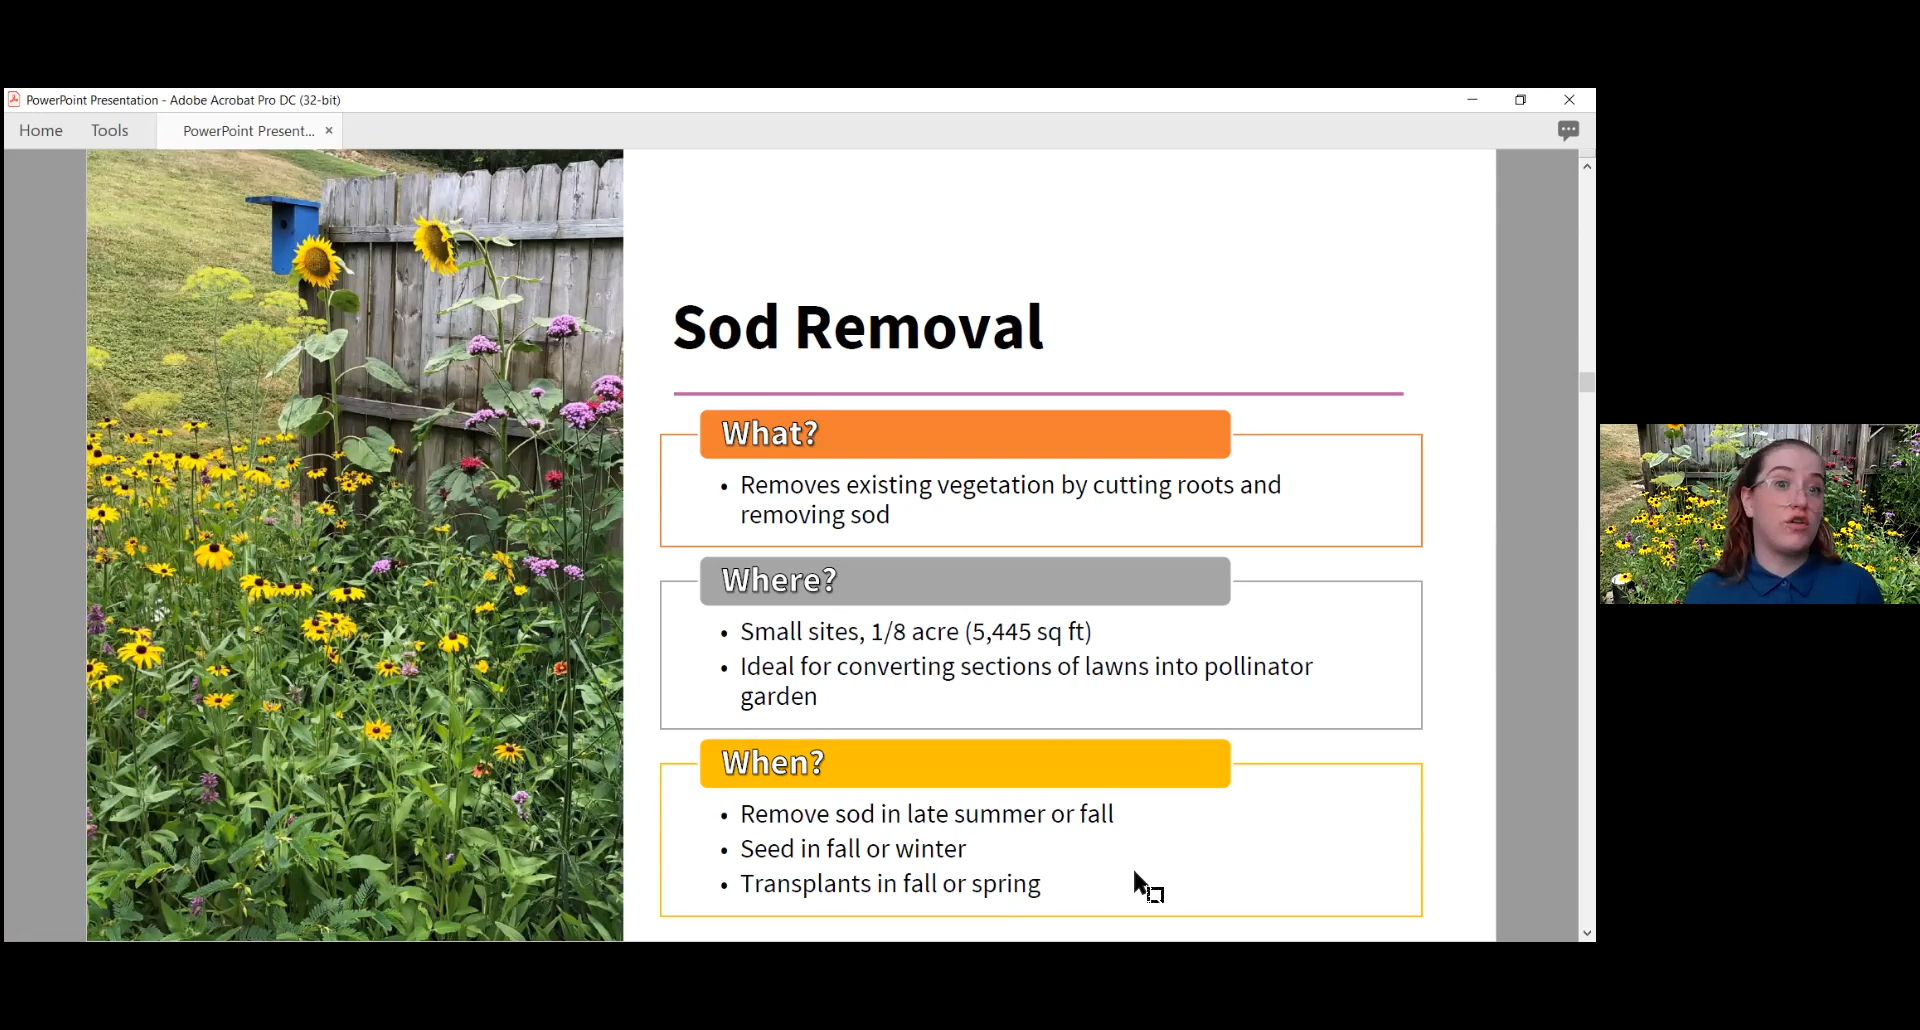 PowerPoint Presentation - Adobe Acrobat Pro DC (32-bit)
Home Tools PowerPoint Present... ×
Sod Removal
What?
• Removes existing vegetation by cutting roots and
removing sod
Where?
• Small sites, 1/8 acre (5,445 sq ft)
• Ideal for converting sections of lawns into pollinator
garden
When?
• Remove sod in late summer or fall
• Seed in fall or winter
• Transplants in fall or spring